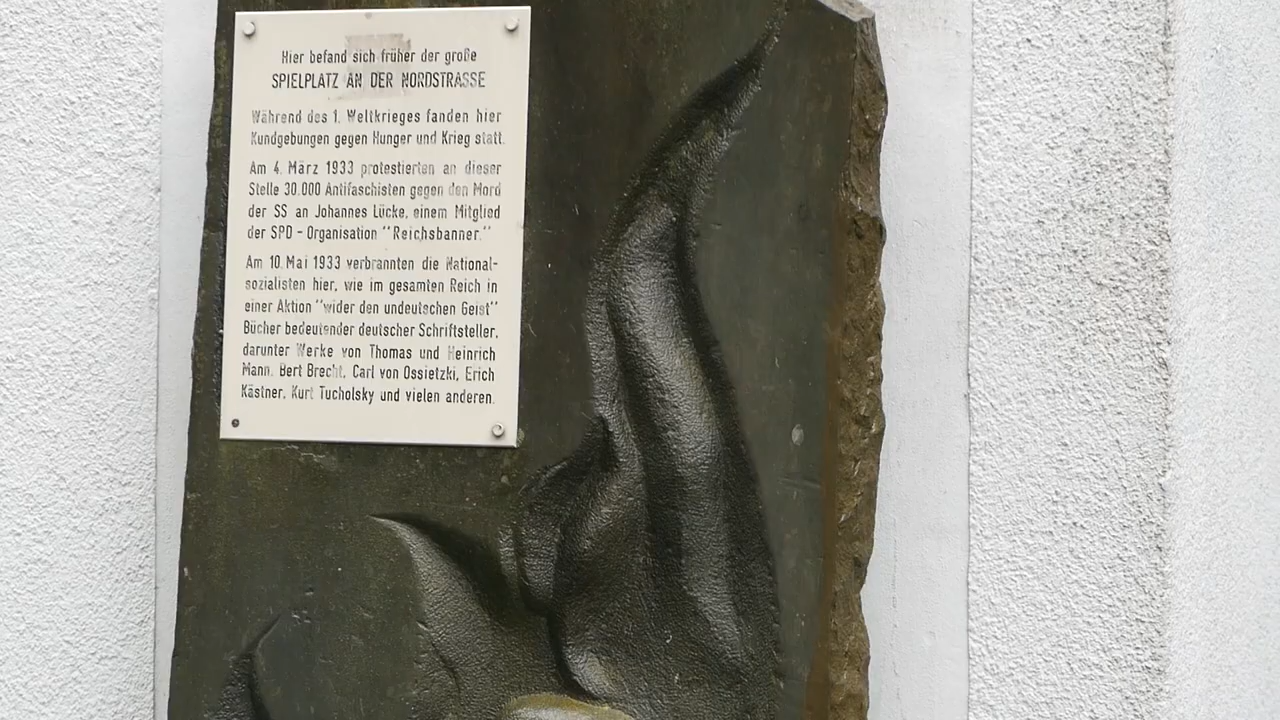 Hier befand sich früher der große
SPIELPLATZ AN DER NORDSTRASSE
Während des 1. Weltkrieges fanden hier
Kundgebungen gegen Hunger und Krieg statt.
Am 4. März 1933 protestierten an dieser
Stelle 30.000 Antifaschisten gegen den Mord
der SS an Johannes Lücke, einem Mitglied
der SPD - Organisation "Reichsbanner."
Am 10. Mai 1933 verbrannten die National-
sozialisten hier, wie im gesamten Reich in
einer Aktion "wider den undeutschen Geist"
Bücher bedeutender deutscher Schriftsteller,
darunter Werke von Thomas und Heinrich
Mann, Bert Brecht, Carl von Ossietzki, Erich
Kästner, Kurt Tucholsky und vielen anderen.